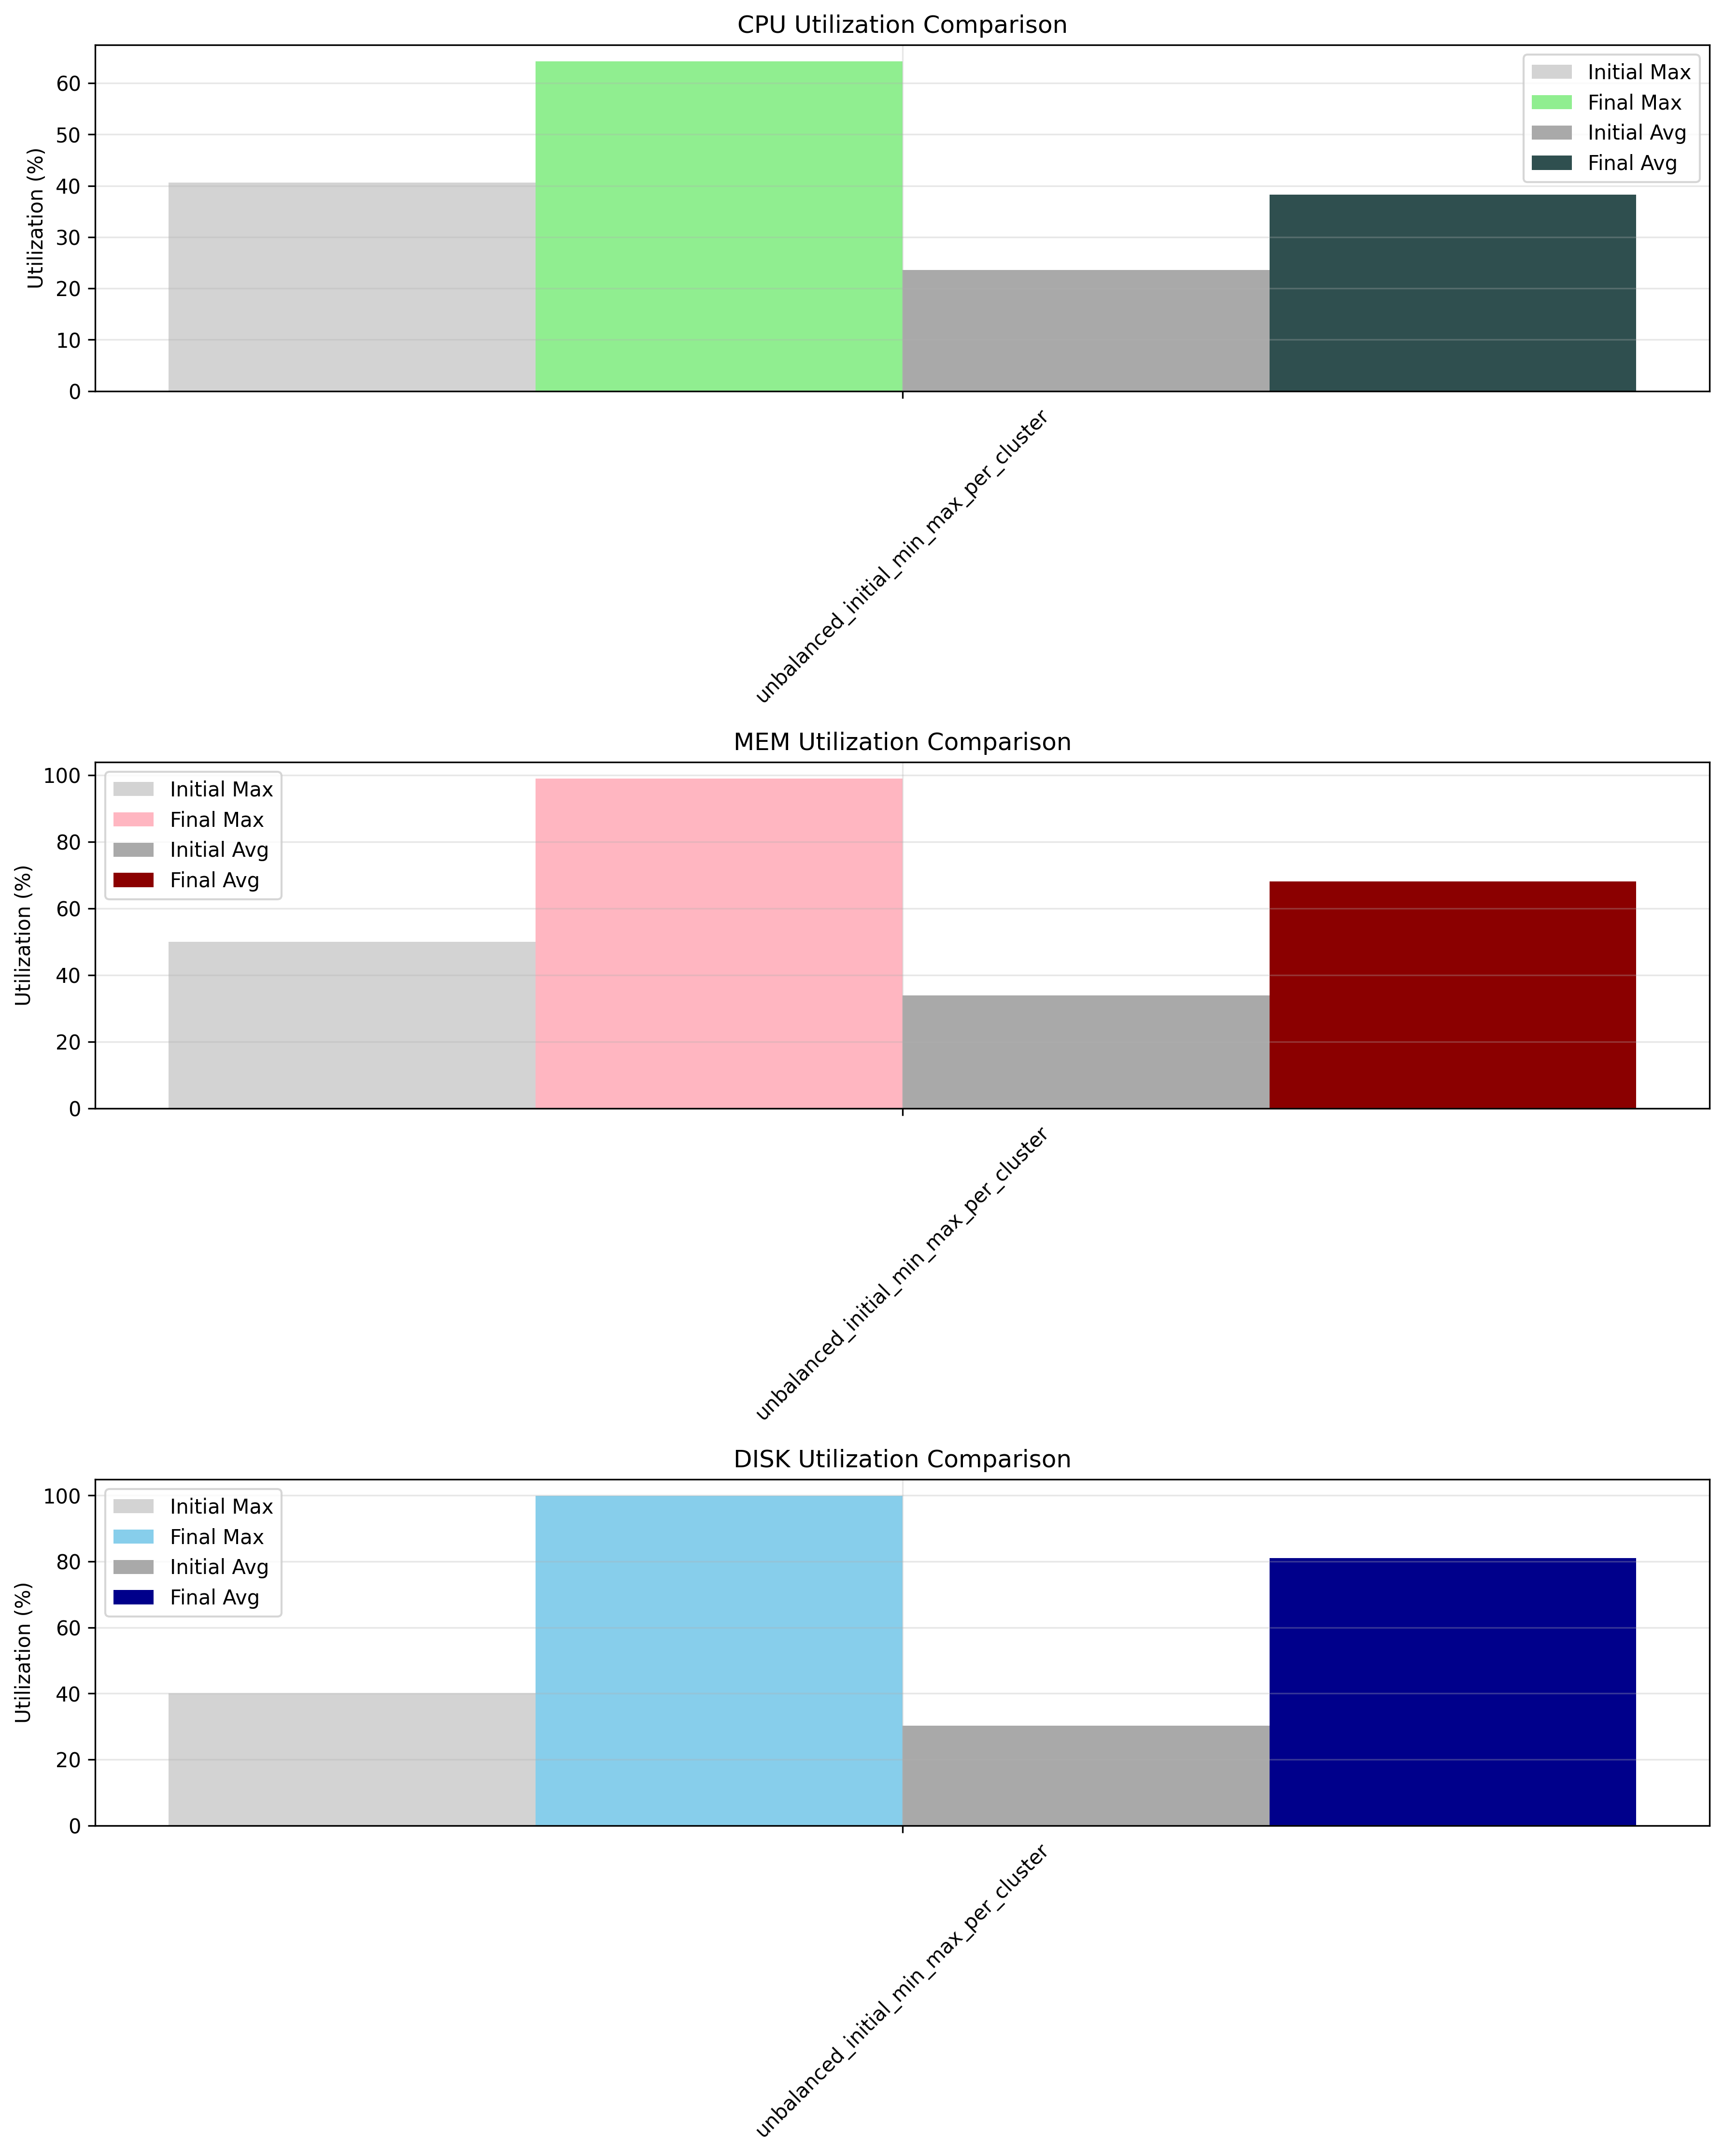 CPU Utilization Comparison
Utilization (%)
60
50
40
30
20
10
0
Initial Max
Final Max
Initial Avg
Final Avg
unbalanced_initial_min_max_per_cluster
MEM Utilization Comparison
Utilization (%)
100
80
60
40
20
0
Initial Max
Final Max
Initial Avg
Final Avg
unbalanced_initial_min_max_per_cluster
DISK Utilization Comparison
Utilization (%)
100
80
60
40
20
0
Initial Max
Final Max
Initial Avg
Final Avg
unbalanced_initial_min_max_per_cluster